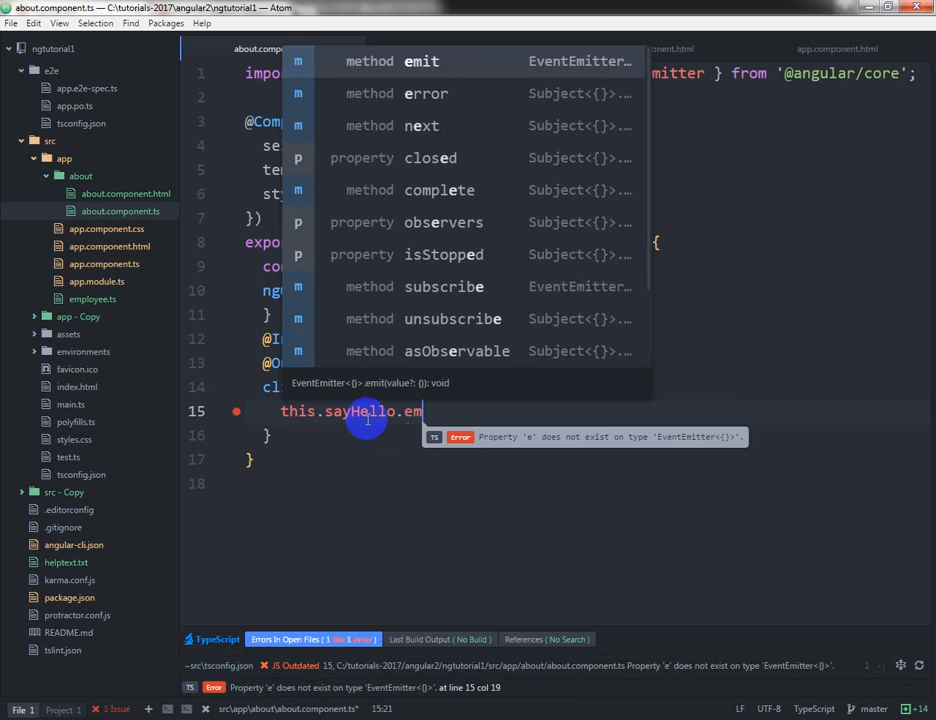 about.component.ts — C:\tutorials-2017\angular2\ngtutorial1 — Atom
File Edit View Selection Find Packages Help
ngtutorial1
e2e
app.e2e-spec.ts
app.po.ts
tsconfig.json
src
app
about
about.component.html
about.component.ts
app.component.css
app.component.html
app.component.ts
app.module.ts
employee.ts
app - Copy
assets
environments
favicon.ico
index.html
main.ts
polyfills.ts
styles.css
test.ts
tsconfig.json
src - Copy
.editorconfig
.gitignore
angular-cli.json
helptext.txt
karma.conf.js
package.json
protractor.conf.js
README.md
tslint.json
about.compo
nent.html
app.component.html
1 impo mitter } from '@angular/core';
2
3 @Comp
4 se
5 tem
6 sty
7 })
8 expo {
9 co
10 ng
11 }
12 @In
13 @Ou
14 cli
15 this.sayHello.em
16 }
17 }
18
m method emit EventEmitter…
m method error Subject<{}>.…
m method next Subject<{}>.…
p property closed Subject<{}>.…
m method complete Subject<{}>.…
p property observers Subject<{}>.…
p property isStopped Subject<{}>.…
m method subscribe EventEmitter…
m method unsubscribe Subject<{}>.…
m method asObservable Subject<{}>.…
EventEmitter<{}>.emit(value?: {}): void
TS Error Property 'e' does not exist on type 'EventEmitter<{}>'.
TypeScript Errors In Open Files ( 1 file 1 error ) Last Build Output ( No Build ) References ( No Search )
~src\tsconfig.json ✖ JS Outdated 15, C:/tutorials-2017/angular2/ngtutorial1/src/app/about/about.component.ts Property 'e' does not exist on type 'EventEmitter<{}>'.
TS Error Property 'e' does not exist on type 'EventEmitter<{}>'. at line 15 col 19
File 1 Project 1 1 Issue src\app\about\about.component.ts* 15:21 LF UTF-8 TypeScript master +14